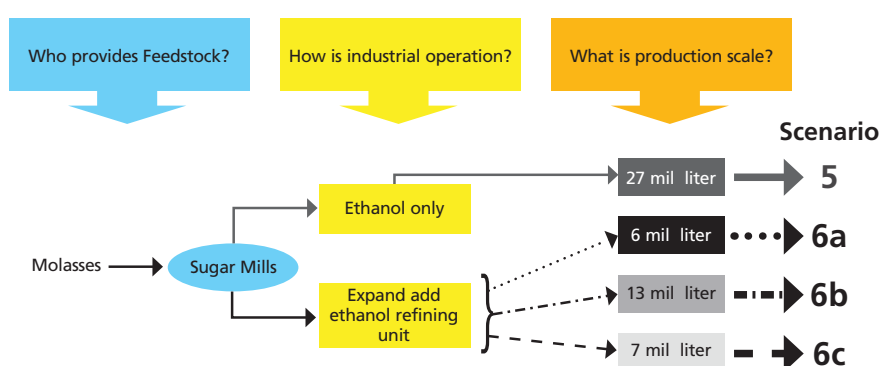 Who provides Feedstock?
How is industrial operation?
What is production scale?
Scenario
27 mil liter
5
Ethanol only
6 mil liter
6a
Molasses
Sugar Mills
Expand add
ethanol refining
unit
13 mil liter
6b
7 mil liter
6c